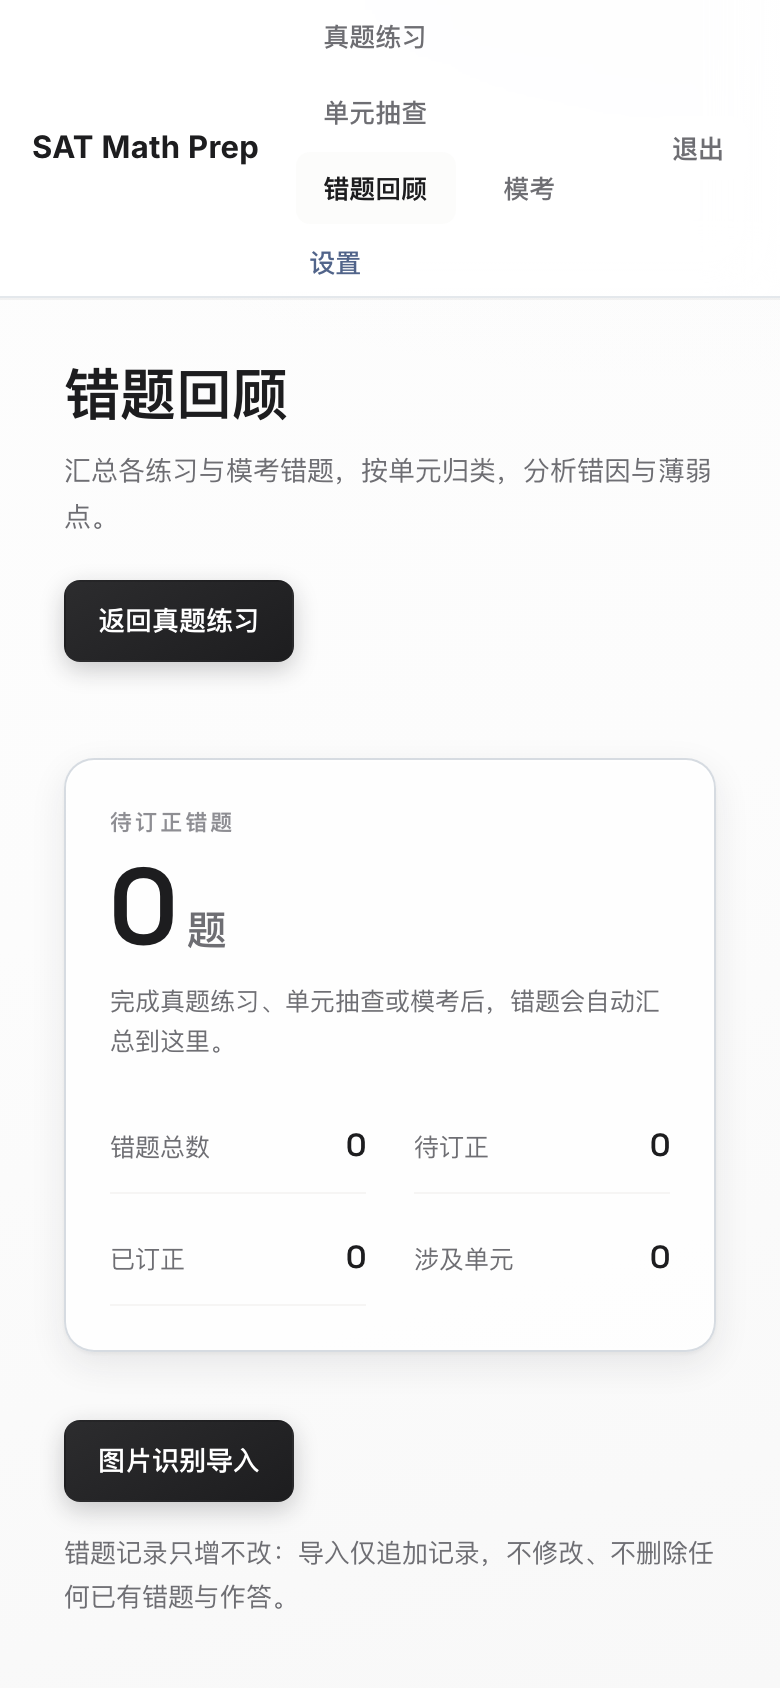 真题练习
单元抽查
SAT Math Prep
退出
错题回顾
模考
设置
错题回顾
汇总各练习与模考错题，按单元归类，分析错因与薄弱
点。
返回真题练习
待订正错题
0 题
完成真题练习、单元抽查或模考后，错题会自动汇
总到这里。
错题总数 0
待订正 0
已订正 0
涉及单元 0
图片识别导入
错题记录只增不改：导入仅追加记录，不修改、不删除任
何已有错题与作答。